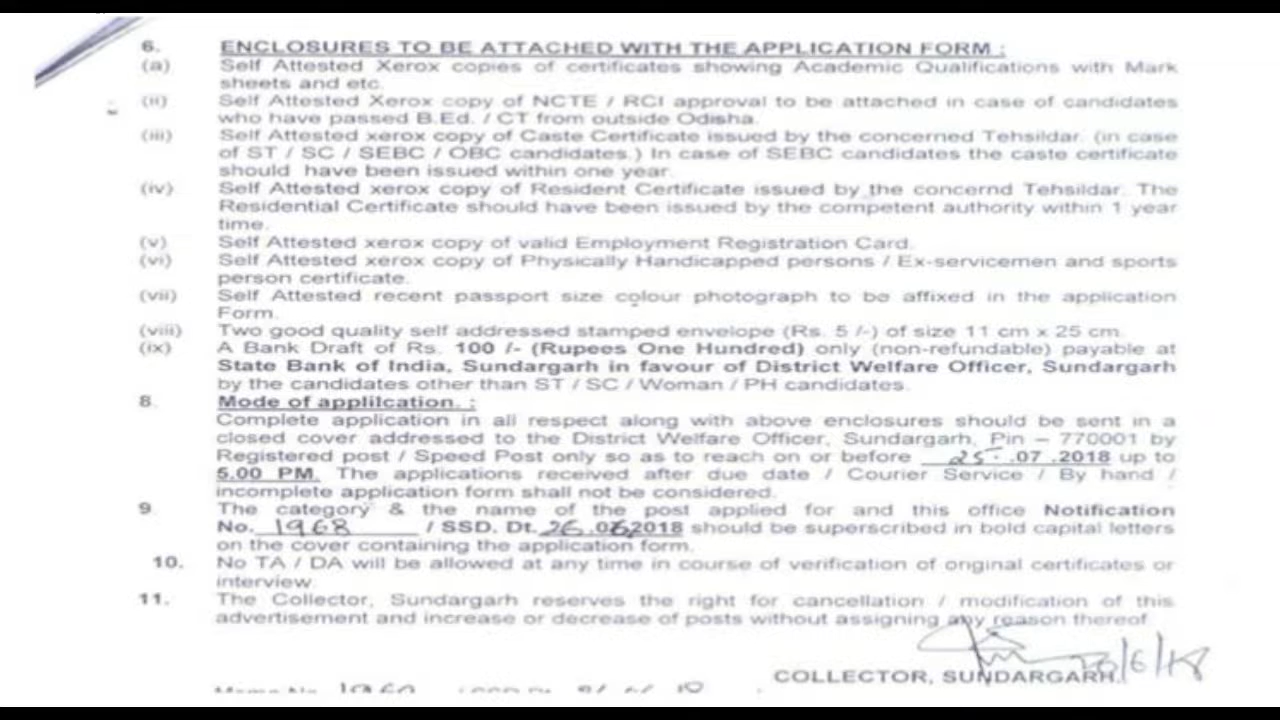 6. ENCLOSURES TO BE ATTACHED WITH THE APPLICATION FORM :
(a) Self Attested Xerox copies of certificates showing Academic Qualifications with Mark
sheets and etc.
(ii) Self Attested Xerox copy of NCTE / RCI approval to be attached in case of candidates
who have passed B.Ed. / CT from outside Odisha.
(iii) Self Attested xerox copy of Caste Certificate issued by the concerned Tehsildar. (in case
of ST / SC / SEBC / OBC candidates.) In case of SEBC candidates the caste certificate
should have been issued within one year.
(iv) Self Attested xerox copy of Resident Certificate issued by the concernd Tehsildar. The
Residential Certificate should have been issued by the competent authority within 1 year
time.
(v) Self Attested xerox copy of valid Employment Registration Card.
(vi) Self Attested xerox copy of Physically Handicapped persons / Ex-servicemen and sports
person certificate.
(vii) Self Attested recent passport size colour photograph to be affixed in the application
Form.
(viii) Two good quality self addressed stamped envelope (Rs. 5 /-) of size 11 cm x 25 cm.
(ix) A Bank Draft of Rs. 100 /- (Rupees One Hundred) only (non-refundable) payable at
State Bank of India, Sundargarh in favour of District Welfare Officer, Sundargarh
by the candidates other than ST / SC / Woman / PH candidates.
8. Mode of applilcation. :
Complete application in all respect along with above enclosures should be sent in a
closed cover addressed to the District Welfare Officer, Sundargarh, Pin – 770001 by
Registered post / Speed Post only so as to reach on or before 25.07.2018 up to
5.00 PM. The applications received after due date / Courier Service / By hand /
incomplete application form shall not be considered.
9. The category & the name of the post applied for and this office Notification
No. 1968 / SSD. Dt. 26.06.2018 should be superscribed in bold capital letters
on the cover containing the application form.
10. No TA / DA will be allowed at any time in course of verification of original certificates or
interview.
11. The Collector, Sundargarh reserves the right for cancellation / modification of this
advertisement and increase or decrease of posts without assigning any reason thereof.
26/6/18
COLLECTOR, SUNDARGARH.